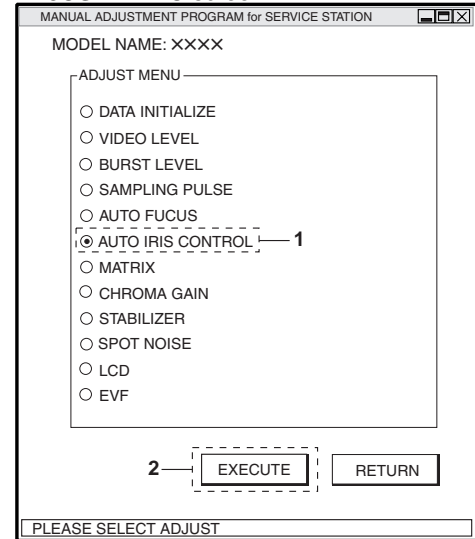 MANUAL ADJUSTMENT PROGRAM for SERVICE STATION
MODEL NAME: XXXX
ADJUST MENU
DATA INITIALIZE
VIDEO LEVEL
BURST LEVEL
SAMPLING PULSE
AUTO FUCUS
AUTO IRIS CONTROL 1
MATRIX
CHROMA GAIN
STABILIZER
SPOT NOISE
LCD
EVF
2 EXECUTE RETURN
PLEASE SELECT ADJUST